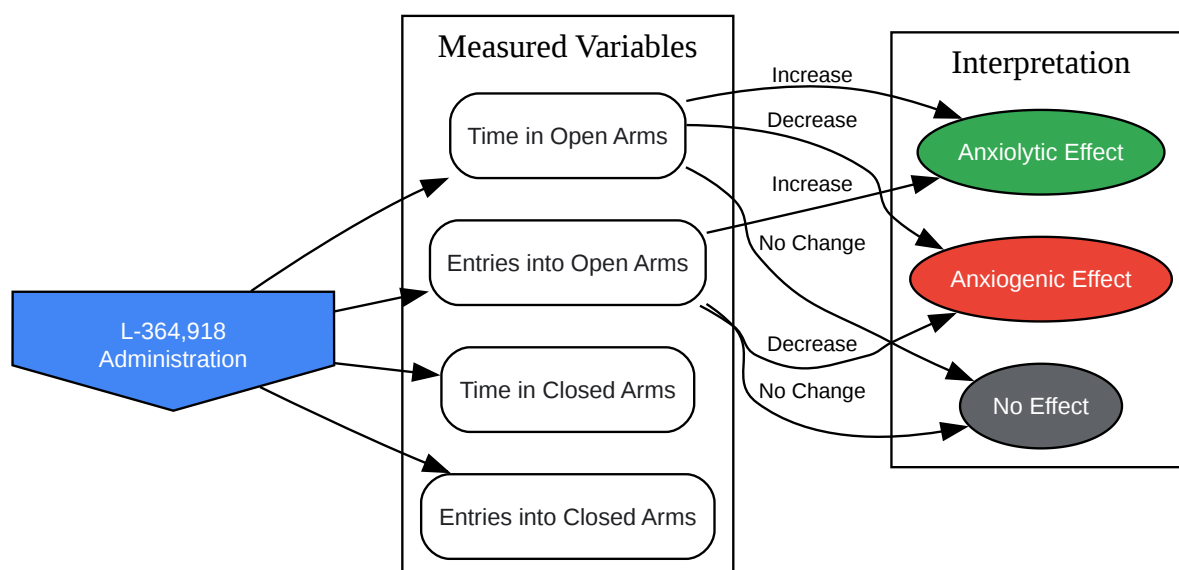 Measured Variables
Interpretation
Time in Open Arms
Entries into Open Arms
Time in Closed Arms
Entries into Closed Arms
L-364,918
Administration
Increase
Decrease
Increase
No Change
Decrease
No Change
Anxiolytic Effect
Anxiogenic Effect
No Effect